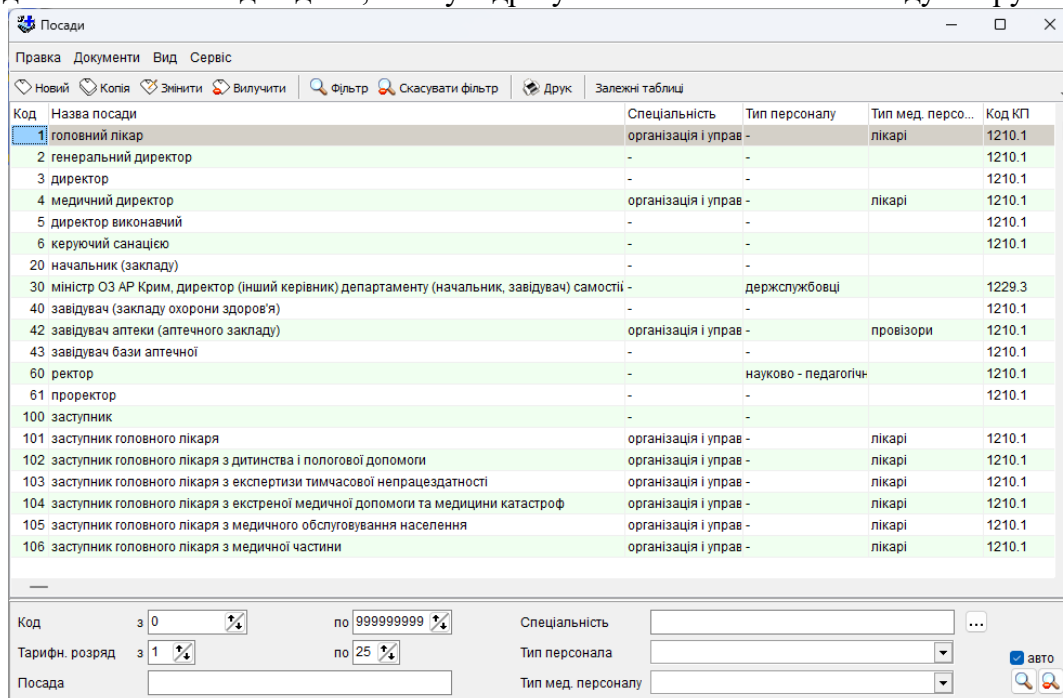 Посади
Правка Документи Вид Сервіс
Новий Копія Змінити Вилучити Фільтр Скасувати фільтр Друк Залежні таблиці
Код Назва посади Спеціальність Тип персоналу Тип мед. персо... Код КП
1 головний лікар організація і управ - лікарі 1210.1
2 генеральний директор - - 1210.1
3 директор - - 1210.1
4 медичний директор організація і управ - лікарі 1210.1
5 директор виконавчий - - 1210.1
6 керуючий санацією - - 1210.1
20 начальник (закладу) - -
30 міністр ОЗ АР Крим, директор (інший керівник) департаменту (начальник, завідувач) самостій - держслужбовці 1229.3
40 завідувач (закладу охорони здоров'я) - - 1210.1
42 завідувач аптеки (аптечного закладу) організація і управ - провізори 1210.1
43 завідувач бази аптечної - - 1210.1
60 ректор - науково - педагогічн 1210.1
61 проректор - - 1210.1
100 заступник - -
101 заступник головного лікаря організація і управ - лікарі 1210.1
102 заступник головного лікаря з дитинства і пологової допомоги організація і управ - лікарі 1210.1
103 заступник головного лікаря з експертизи тимчасової непрацездатності організація і управ - лікарі 1210.1
104 заступник головного лікаря з екстреної медичної допомоги та медицини катастроф організація і управ - лікарі 1210.1
105 заступник головного лікаря з медичного обслуговування населення організація і управ - лікарі 1210.1
106 заступник головного лікаря з медичної частини організація і управ - лікарі 1210.1
Код з 0 по 999999999 Спеціальність ...
Тарифн. розряд з 1 по 25 Тип персонала авто
Посада Тип мед. персоналу